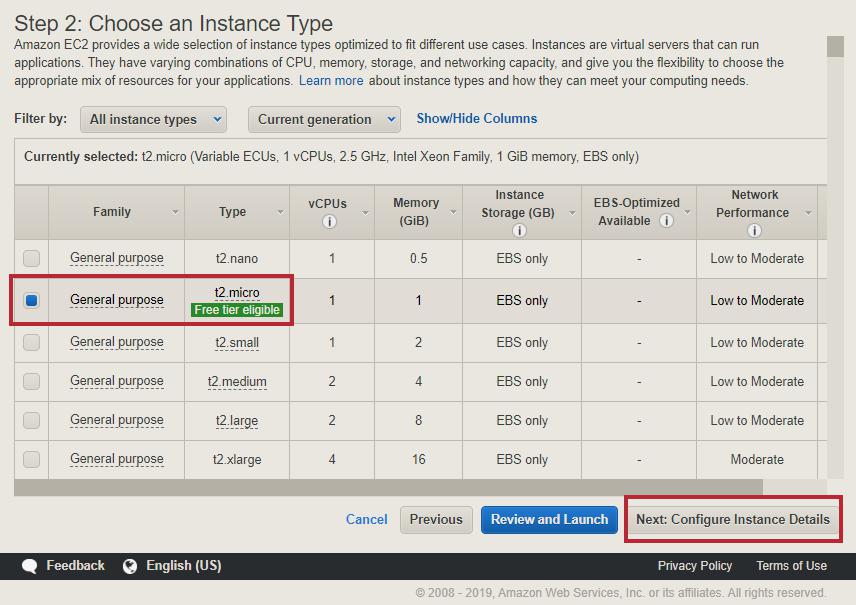 Step 2: Choose an Instance Type
Amazon EC2 provides a wide selection of instance types optimized to fit different use cases. Instances are virtual servers that can run
applications. They have varying combinations of CPU, memory, storage, and networking capacity, and give you the flexibility to choose the
appropriate mix of resources for your applications. Learn more about instance types and how they can meet your computing needs.
Filter by: All instance types Current generation Show/Hide Columns
Currently selected: t2.micro (Variable ECUs, 1 vCPUs, 2.5 GHz, Intel Xeon Family, 1 GiB memory, EBS only)
Family Type vCPUs Memory (GiB) Instance Storage (GB) EBS-Optimized Available Network Performance
General purpose t2.nano 1 0.5 EBS only - Low to Moderate
General purpose t2.micro Free tier eligible 1 1 EBS only - Low to Moderate
General purpose t2.small 1 2 EBS only - Low to Moderate
General purpose t2.medium 2 4 EBS only - Low to Moderate
General purpose t2.large 2 8 EBS only - Low to Moderate
General purpose t2.xlarge 4 16 EBS only - Moderate
Cancel Previous Review and Launch Next: Configure Instance Details
Feedback English (US) Privacy Policy Terms of Use
© 2008 - 2019, Amazon Web Services, Inc. or its affiliates. All rights reserved.